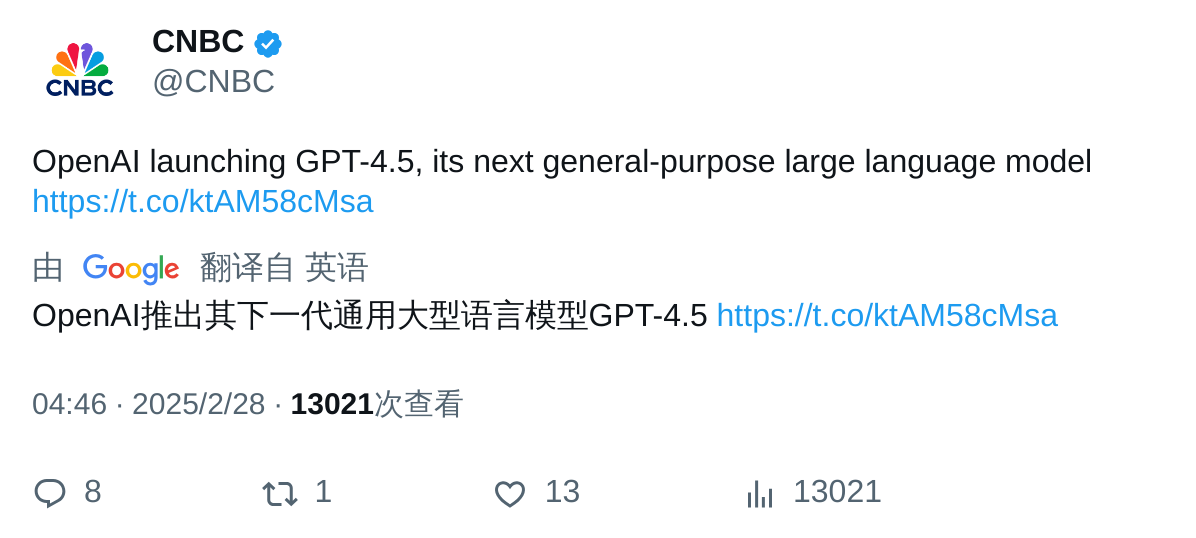 CNBC
CNBC
@CNBC
OpenAI launching GPT-4.5, its next general-purpose large language model
https://t.co/ktAM58cMsa
由 Google 翻译自 英语
OpenAI推出其下一代通用大型语言模型GPT-4.5 https://t.co/ktAM58cMsa
04:46 · 2025/2/28 · 13021次查看
8 1 13 13021